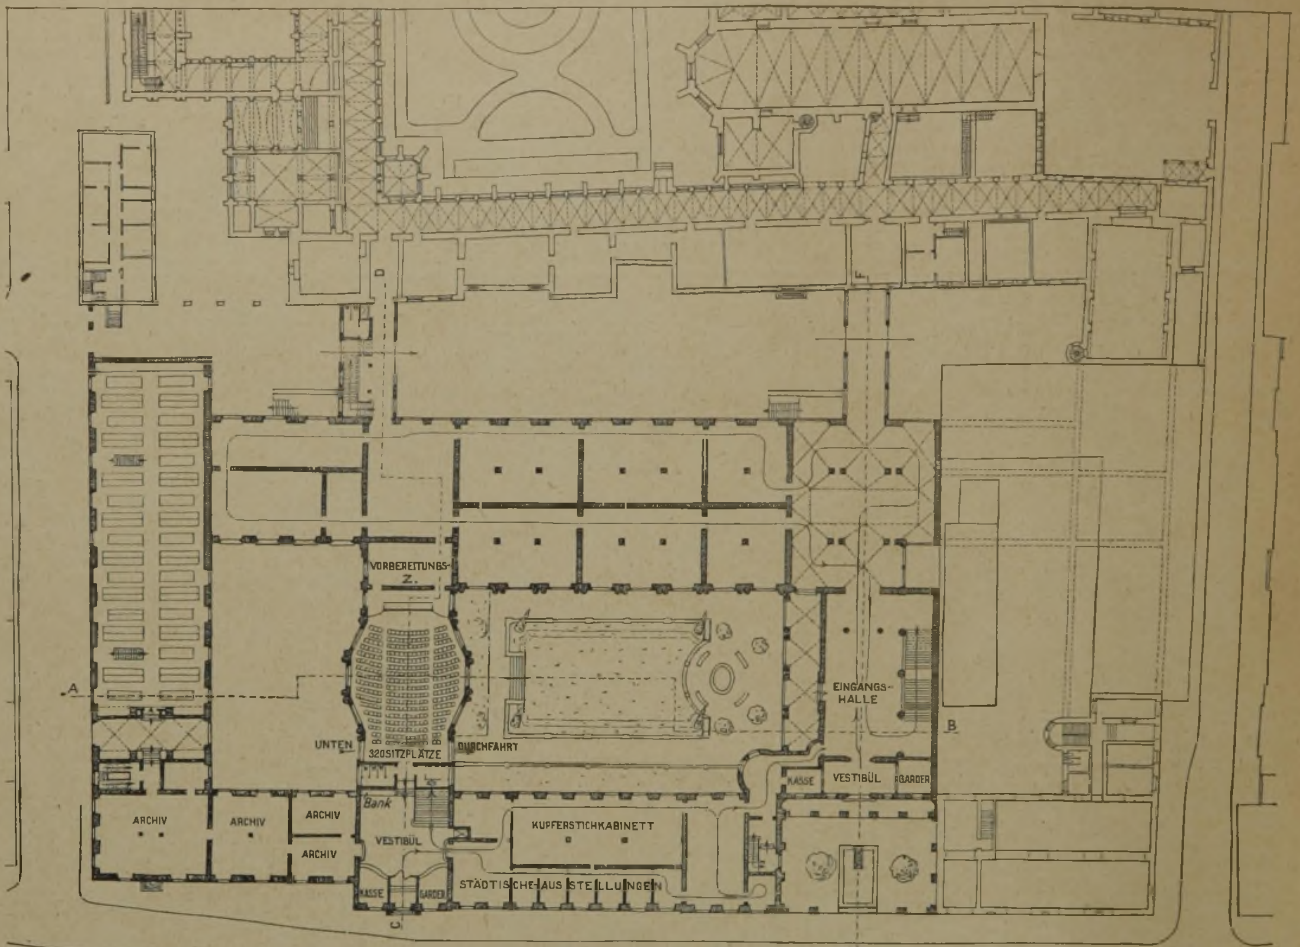 D
F
VORBEREITUNGS-
Z.
A
EINGANGS-
HALLE
B
UNTEN
320SITZPLÄTZE
DURCHFAHRT
KASSE
VESTIBÜL
GARDER
Bank
ARCHIV
ARCHIV
ARCHIV
ARCHIV
VESTIBÜL
KUPFERSTICHKABINETT
KASSE
GARDER
STÄDTISCHE AUSSTELLUNGEN
C